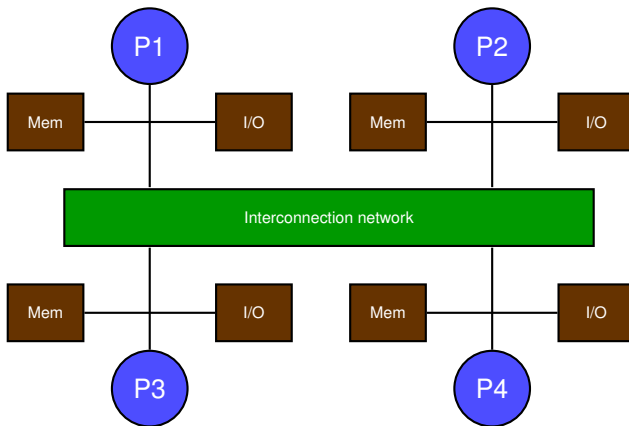 P1
P2
Mem
I/O
Mem
I/O
Interconnection network
Mem
I/O
Mem
I/O
P3
P4